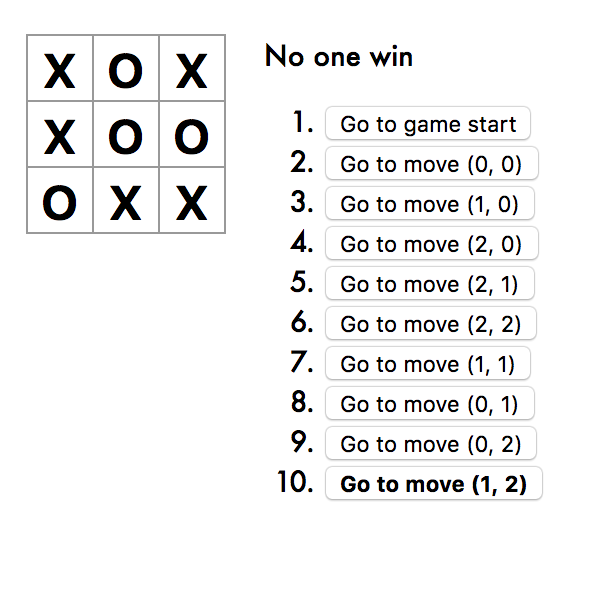 X O X
X O O
O X X
No one win
1. Go to game start
2. Go to move (0, 0)
3. Go to move (1, 0)
4. Go to move (2, 0)
5. Go to move (2, 1)
6. Go to move (2, 2)
7. Go to move (1, 1)
8. Go to move (0, 1)
9. Go to move (0, 2)
10. Go to move (1, 2)